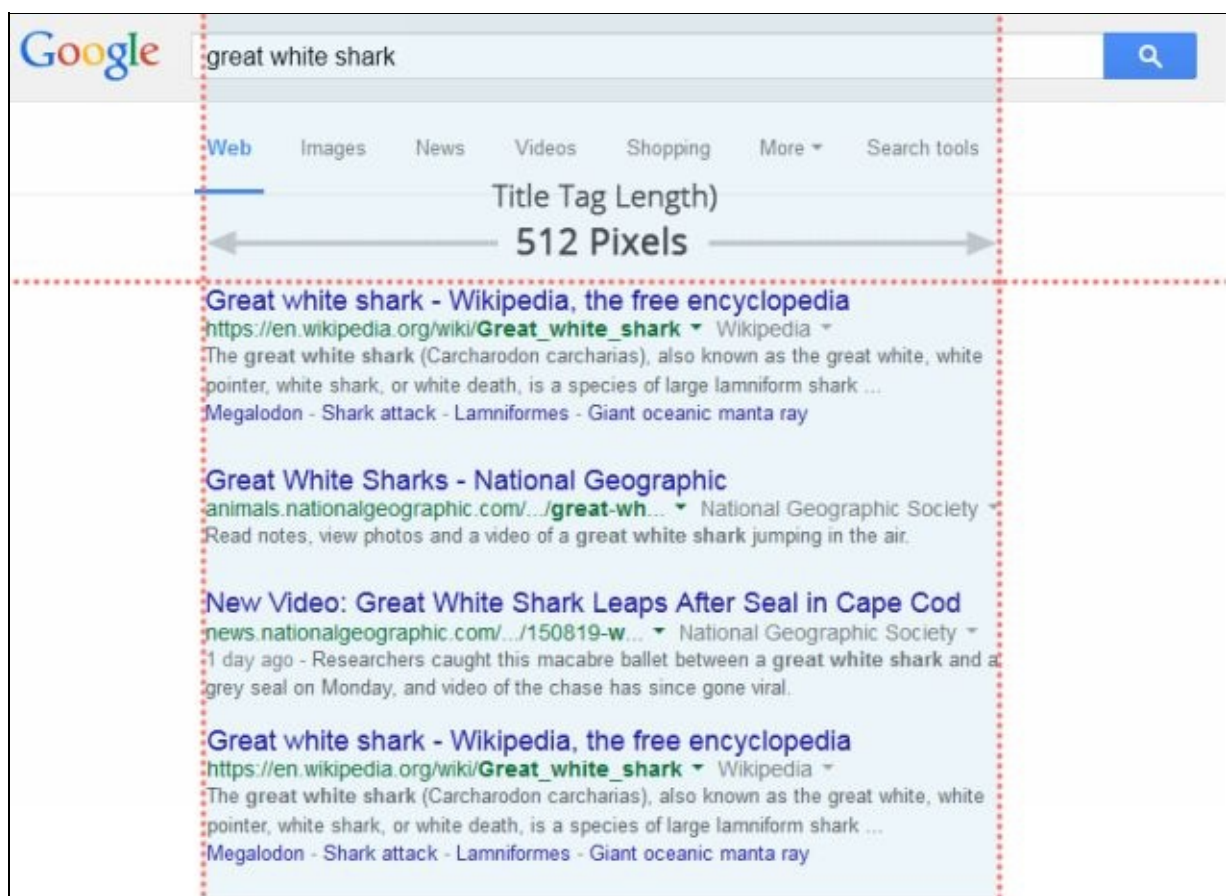 Google
great white shark
Web Images News Videos Shopping More Search tools
Title Tag Length)
512 Pixels
Great white shark - Wikipedia, the free encyclopedia
https://en.wikipedia.org/wiki/Great_white_shark Wikipedia
The great white shark (Carcharodon carcharias), also known as the great white, white
pointer, white shark, or white death, is a species of large lamniform shark ...
Megalodon - Shark attack - Lamniformes - Giant oceanic manta ray
Great White Sharks - National Geographic
animals.nationalgeographic.com/.../great-wh... National Geographic Society
Read notes, view photos and a video of a great white shark jumping in the air.
New Video: Great White Shark Leaps After Seal in Cape Cod
news.nationalgeographic.com/.../150819-w... National Geographic Society
1 day ago - Researchers caught this macabre ballet between a great white shark and a
grey seal on Monday, and video of the chase has since gone viral.
Great white shark - Wikipedia, the free encyclopedia
https://en.wikipedia.org/wiki/Great_white_shark Wikipedia
The great white shark (Carcharodon carcharias), also known as the great white, white
pointer, white shark, or white death, is a species of large lamniform shark ...
Megalodon - Shark attack - Lamniformes - Giant oceanic manta ray